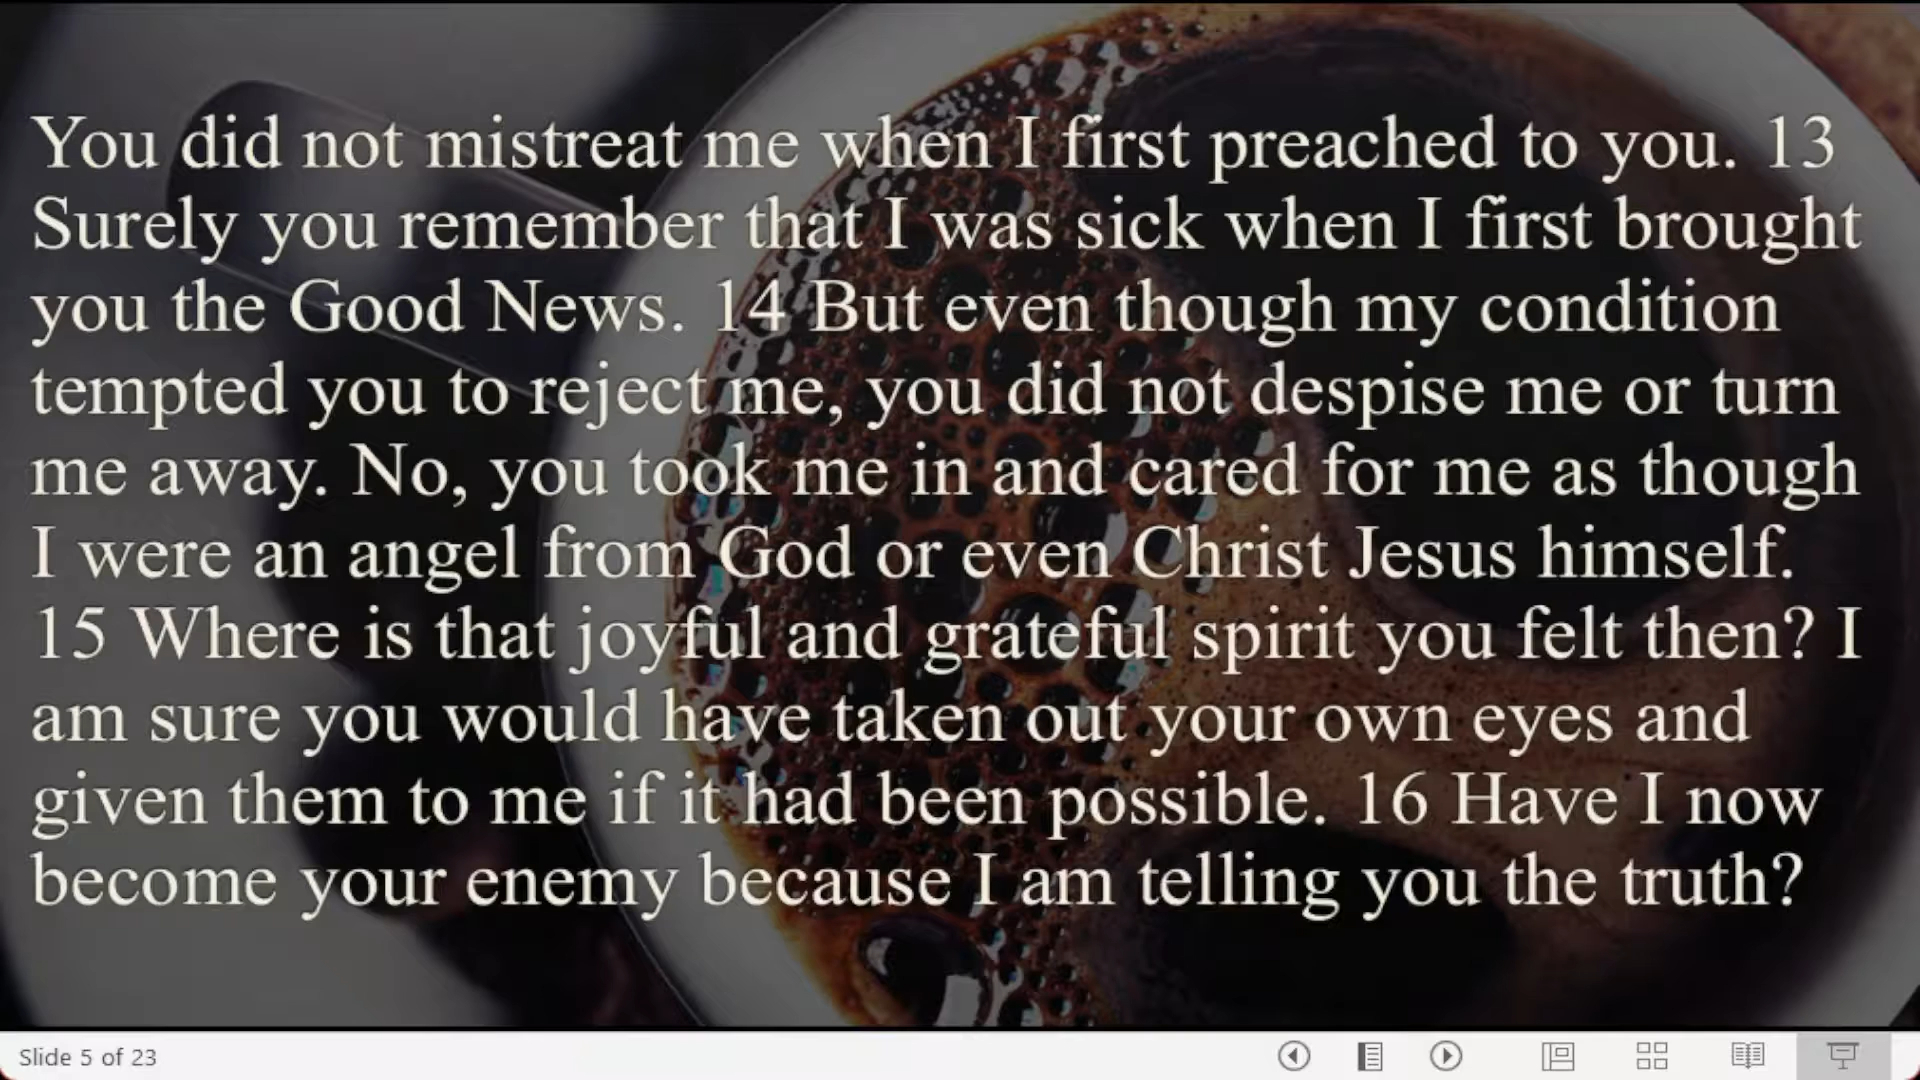 You did not mistreat me when I first preached to you. 13
Surely you remember that I was sick when I first brought
you the Good News. 14 But even though my condition
tempted you to reject me, you did not despise me or turn
me away. No, you took me in and cared for me as though
I were an angel from God or even Christ Jesus himself.
15 Where is that joyful and grateful spirit you felt then? I
am sure you would have taken out your own eyes and
given them to me if it had been possible. 16 Have I now
become your enemy because I am telling you the truth?
Slide 5 of 23